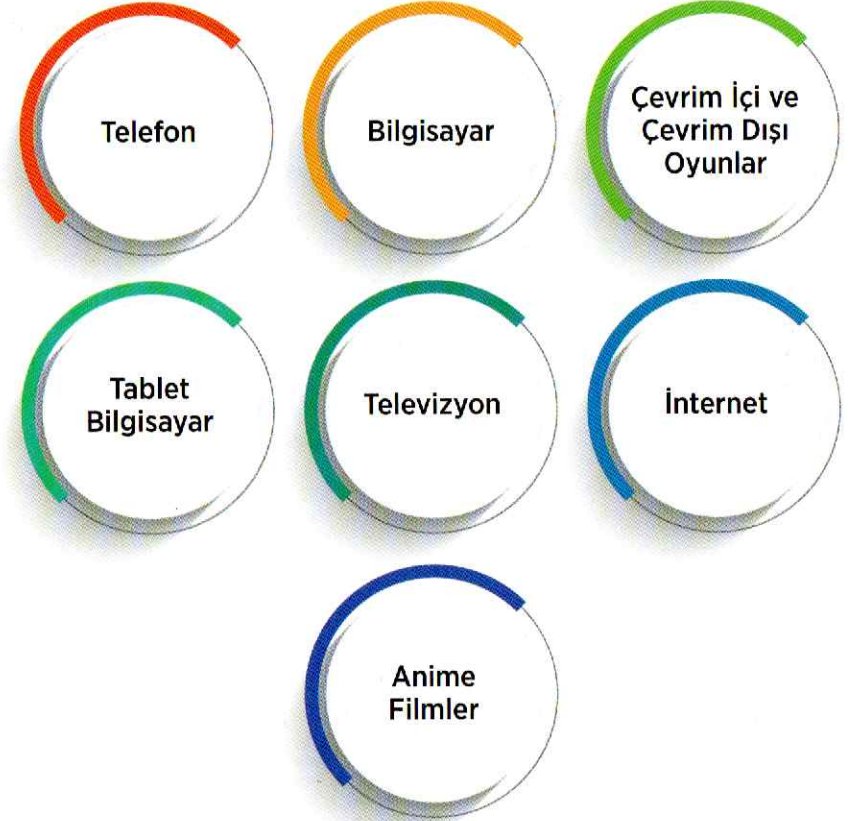 Telefon
Bilgisayar
Çevrim İçi ve
Çevrim Dışı
Oyunlar
Tablet
Bilgisayar
Televizyon
İnternet
Anime
Filmler